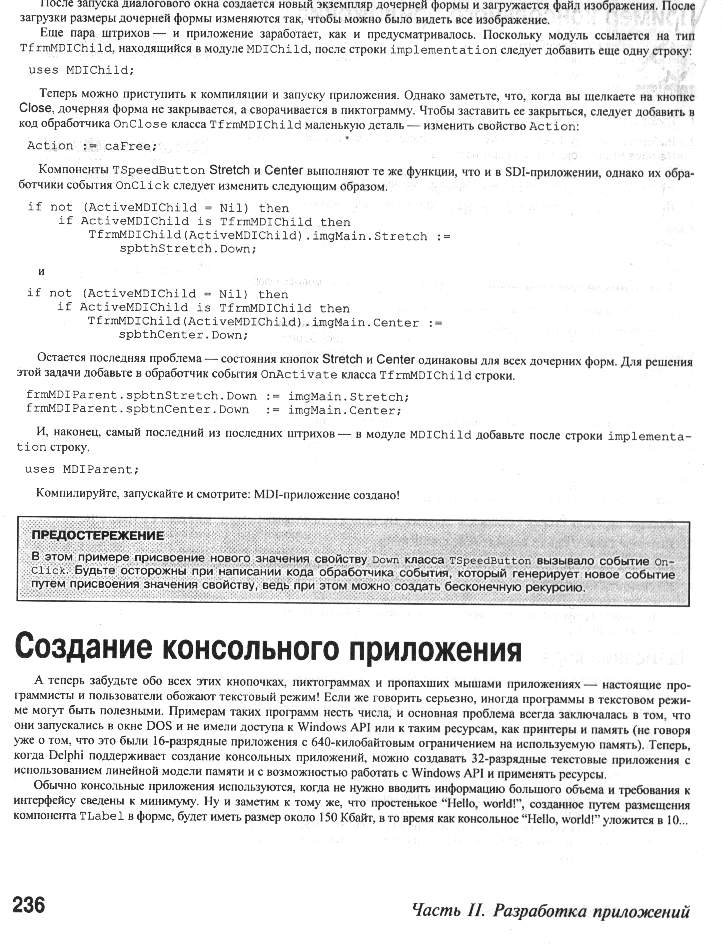 После запуска диалогового окна создается новый экземпляр дочерней формы и загружается файл изображения. После
загрузки размеры дочерней формы изменяются так, чтобы можно было видеть все изображение.
Еще пара штрихов — и приложение заработает, как и предусматривалось. Поскольку модуль ссылается на тип
TfrmMDIChild, находящийся в модуле MDIChild, после строки implementation следует добавить еще одну строку:
uses MDIChild;
Теперь можно приступить к компиляции и запуску приложения. Однако заметьте, что, когда вы щелкаете на кнопке
Close, дочерняя форма не закрывается, а сворачивается в пиктограмму. Чтобы заставить ее закрыться, следует добавить в
код обработчика OnClose класса TfrmMDIChild маленькую деталь — изменить свойство Action:
Action := caFree;
Компоненты TSpeedButton Stretch и Center выполняют те же функции, что и в SDI-приложении, однако их обра-
ботчики события OnClick следует изменить следующим образом.
if not (ActiveMDIChild = Nil) then
if ActiveMDIChild is TfrmMDIChild then
TfrmMDIChild(ActiveMDIChild).imgMain.Stretch :=
spbthStretch.Down;
и
if not (ActiveMDIChild = Nil) then
if ActiveMDIChild is TfrmMDIChild then
TfrmMDIChild(ActiveMDIChild).imgMain.Center :=
spbthCenter.Down;
Остается последняя проблема — состояния кнопок Stretch и Center одинаковы для всех дочерних форм. Для решения
этой задачи добавьте в обработчик события OnActivate класса TfrmMDIChild строки.
frmMDIParent.spbtnStretch.Down := imgMain.Stretch;
frmMDIParent.spbtnCenter.Down := imgMain.Center;
И, наконец, самый последний из последних штрихов — в модуле MDIChild добавьте после строки implementa-
tion строку.
uses MDIParent;
Компилируйте, запускайте и смотрите: MDI-приложение создано!
ПРЕДОСТЕРЕЖЕНИЕ
В этом примере присвоение нового значения свойству Down класса TSpeedButton вызывало событие On-
Click. Будьте осторожны при написании кода обработчика события, который генерирует новое событие
путем присвоения значения свойству, ведь при этом можно создать бесконечную рекурсию.
Создание консольного приложения
А теперь забудьте обо всех этих кнопочках, пиктограммах и пропахших мышами приложениях — настоящие про-
граммисты и пользователи обожают текстовый режим! Если же говорить серьезно, иногда программы в текстовом режи-
ме могут быть полезными. Примерам таких программ несть числа, и основная проблема всегда заключалась в том, что
они запускались в окне DOS и не имели доступа к Windows API или к таким ресурсам, как принтеры и память (не говоря
уже о том, что это были 16-разрядные приложения с 640-килобайтовым ограничением на используемую память). Теперь,
когда Delphi поддерживает создание консольных приложений, можно создавать 32-разрядные текстовые приложения с
использованием линейной модели памяти и с возможностью работать с Windows API и применять ресурсы.
Обычно консольные приложения используются, когда не нужно вводить информацию большого объема и требования к
интерфейсу сведены к минимуму. Ну и заметим к тому же, что простенькое “Hello, world!”, созданное путем размещения
компонента TLabel в форме, будет иметь размер около 150 Кбайт, в то время как консольное “Hello, world!” уложится в 10...
236
Часть II. Разработка приложений